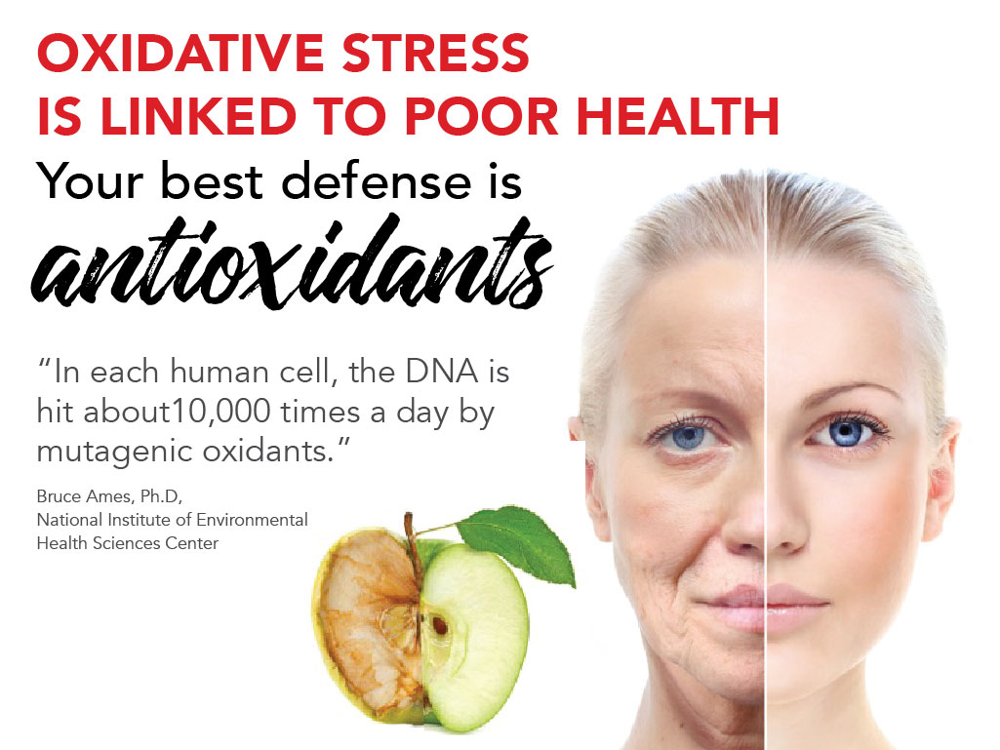 OXIDATIVE STRESS
IS LINKED TO POOR HEALTH
Your best defense is
antioxidants
“In each human cell, the DNA is
hit about10,000 times a day by
mutagenic oxidants.”
Bruce Ames, Ph.D,
National Institute of Environmental
Health Sciences Center